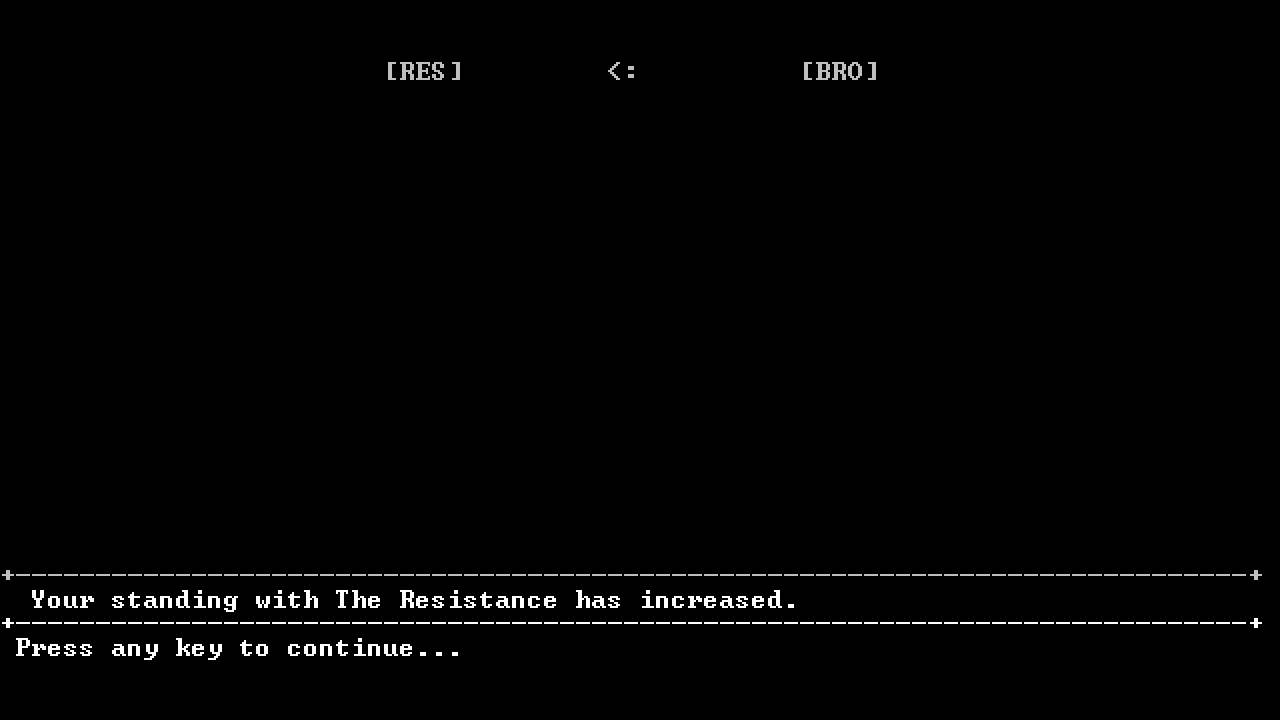 [RES] <: [BRO]
+------------------------------------------------------------------------------+
Your standing with The Resistance has increased.
+------------------------------------------------------------------------------+
Press any key to continue...